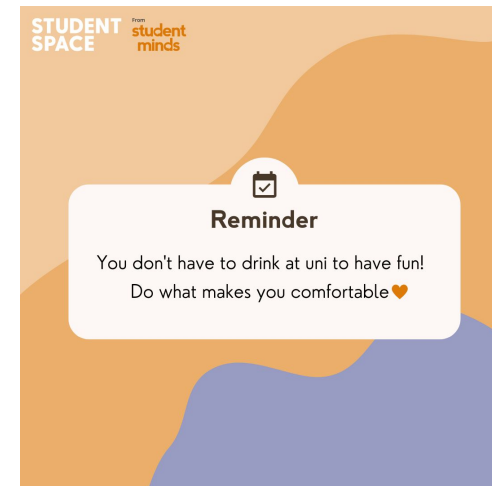 STUDENT
SPACE
From
student
minds
Reminder
You don't have to drink at uni to have fun!
Do what makes you comfortable